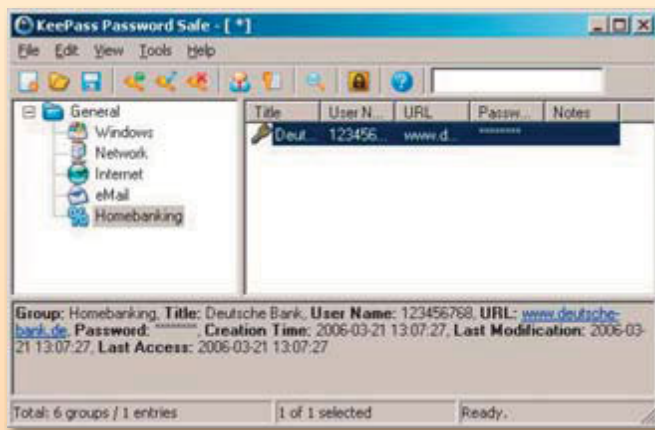 KeePass Password Safe - [ *]
File Edit View Tools Help
General
Windows
Network
Internet
eMail
Homebanking
Title User N... URL Passw... Notes
Deut... 123456... www.d... ********
Group: Homebanking, Title: Deutsche Bank, User Name: 123456768, URL: www.deutsche-
bank.de, Password: ********, Creation Time: 2006-03-21 13:07:27, Last Modification: 2006-03-
21 13:07:27, Last Access: 2006-03-21 13:07:27
Total: 6 groups / 1 entries 1 of 1 selected Ready.